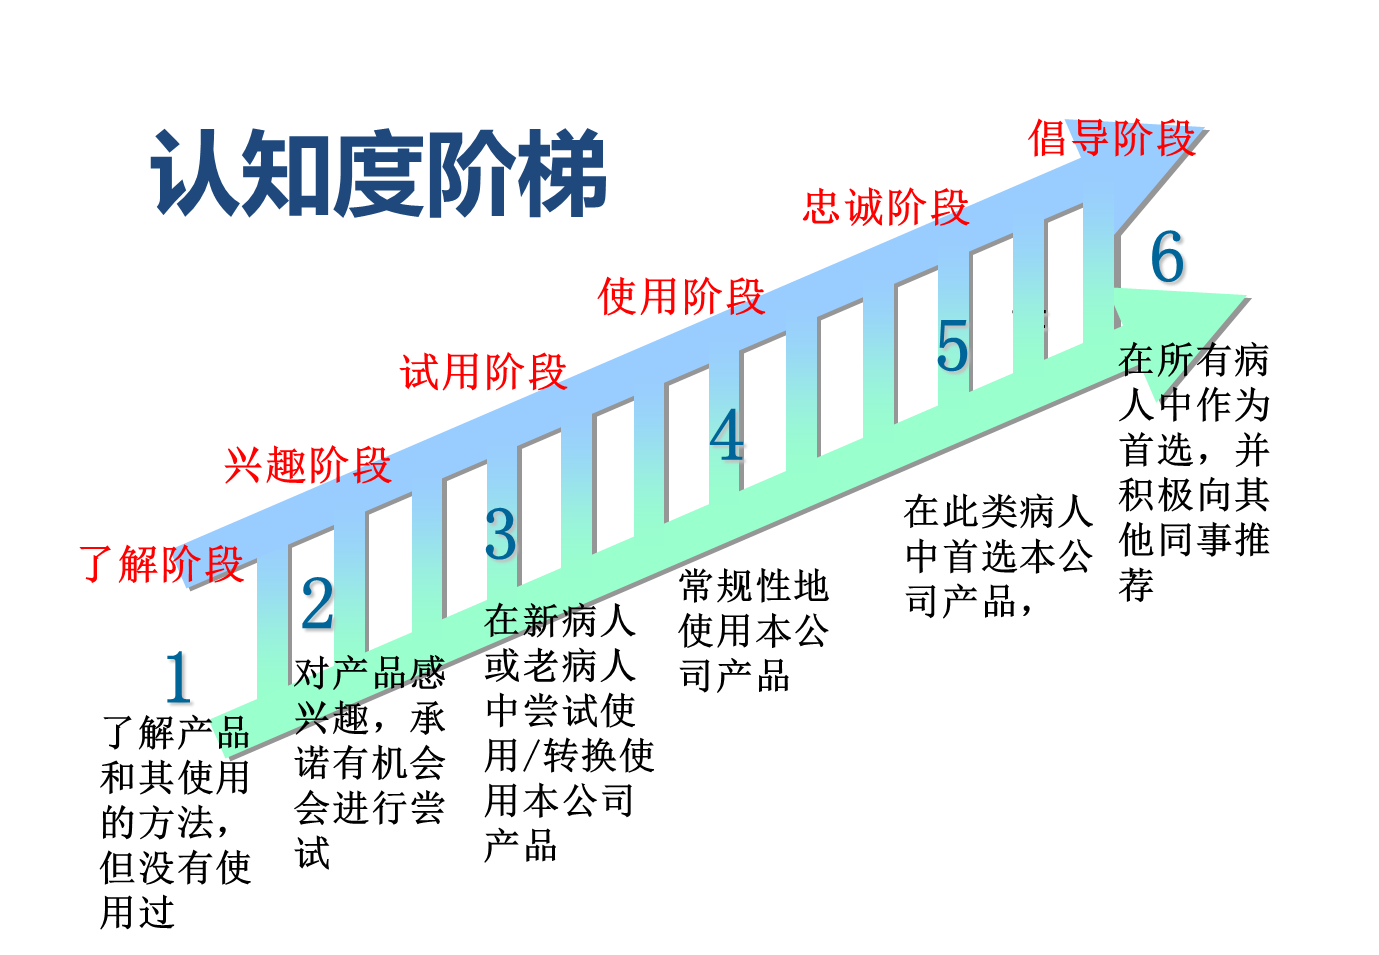 认知度阶梯
了解阶段
1
了解产品
和其使用
的方法，
但没有使
用过
兴趣阶段
2
对产品感
兴趣，承
诺有机会
会进行尝
试
试用阶段
3
在新病人
或老病人
中尝试使
用/转换使
用本公司
产品
使用阶段
4
常规性地
使用本公
司产品
忠诚阶段
5
在此类病人
中首选本公
司产品，
倡导阶段
6
在所有病
人中作为
首选，并
积极向其
他同事推
荐